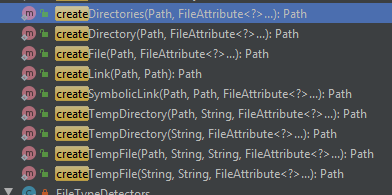 createDirectories(Path, FileAttribute<?>...): Path
createDirectory(Path, FileAttribute<?>...): Path
createFile(Path, FileAttribute<?>...): Path
createLink(Path, Path): Path
createSymbolicLink(Path, Path, FileAttribute<?>...): Path
createTempDirectory(Path, String, FileAttribute<?>...): Path
createTempDirectory(String, FileAttribute<?>...): Path
createTempFile(Path, String, String, FileAttribute<?>...): Path
createTempFile(String, String, FileAttribute<?>...): Path
FileTypeDetectors